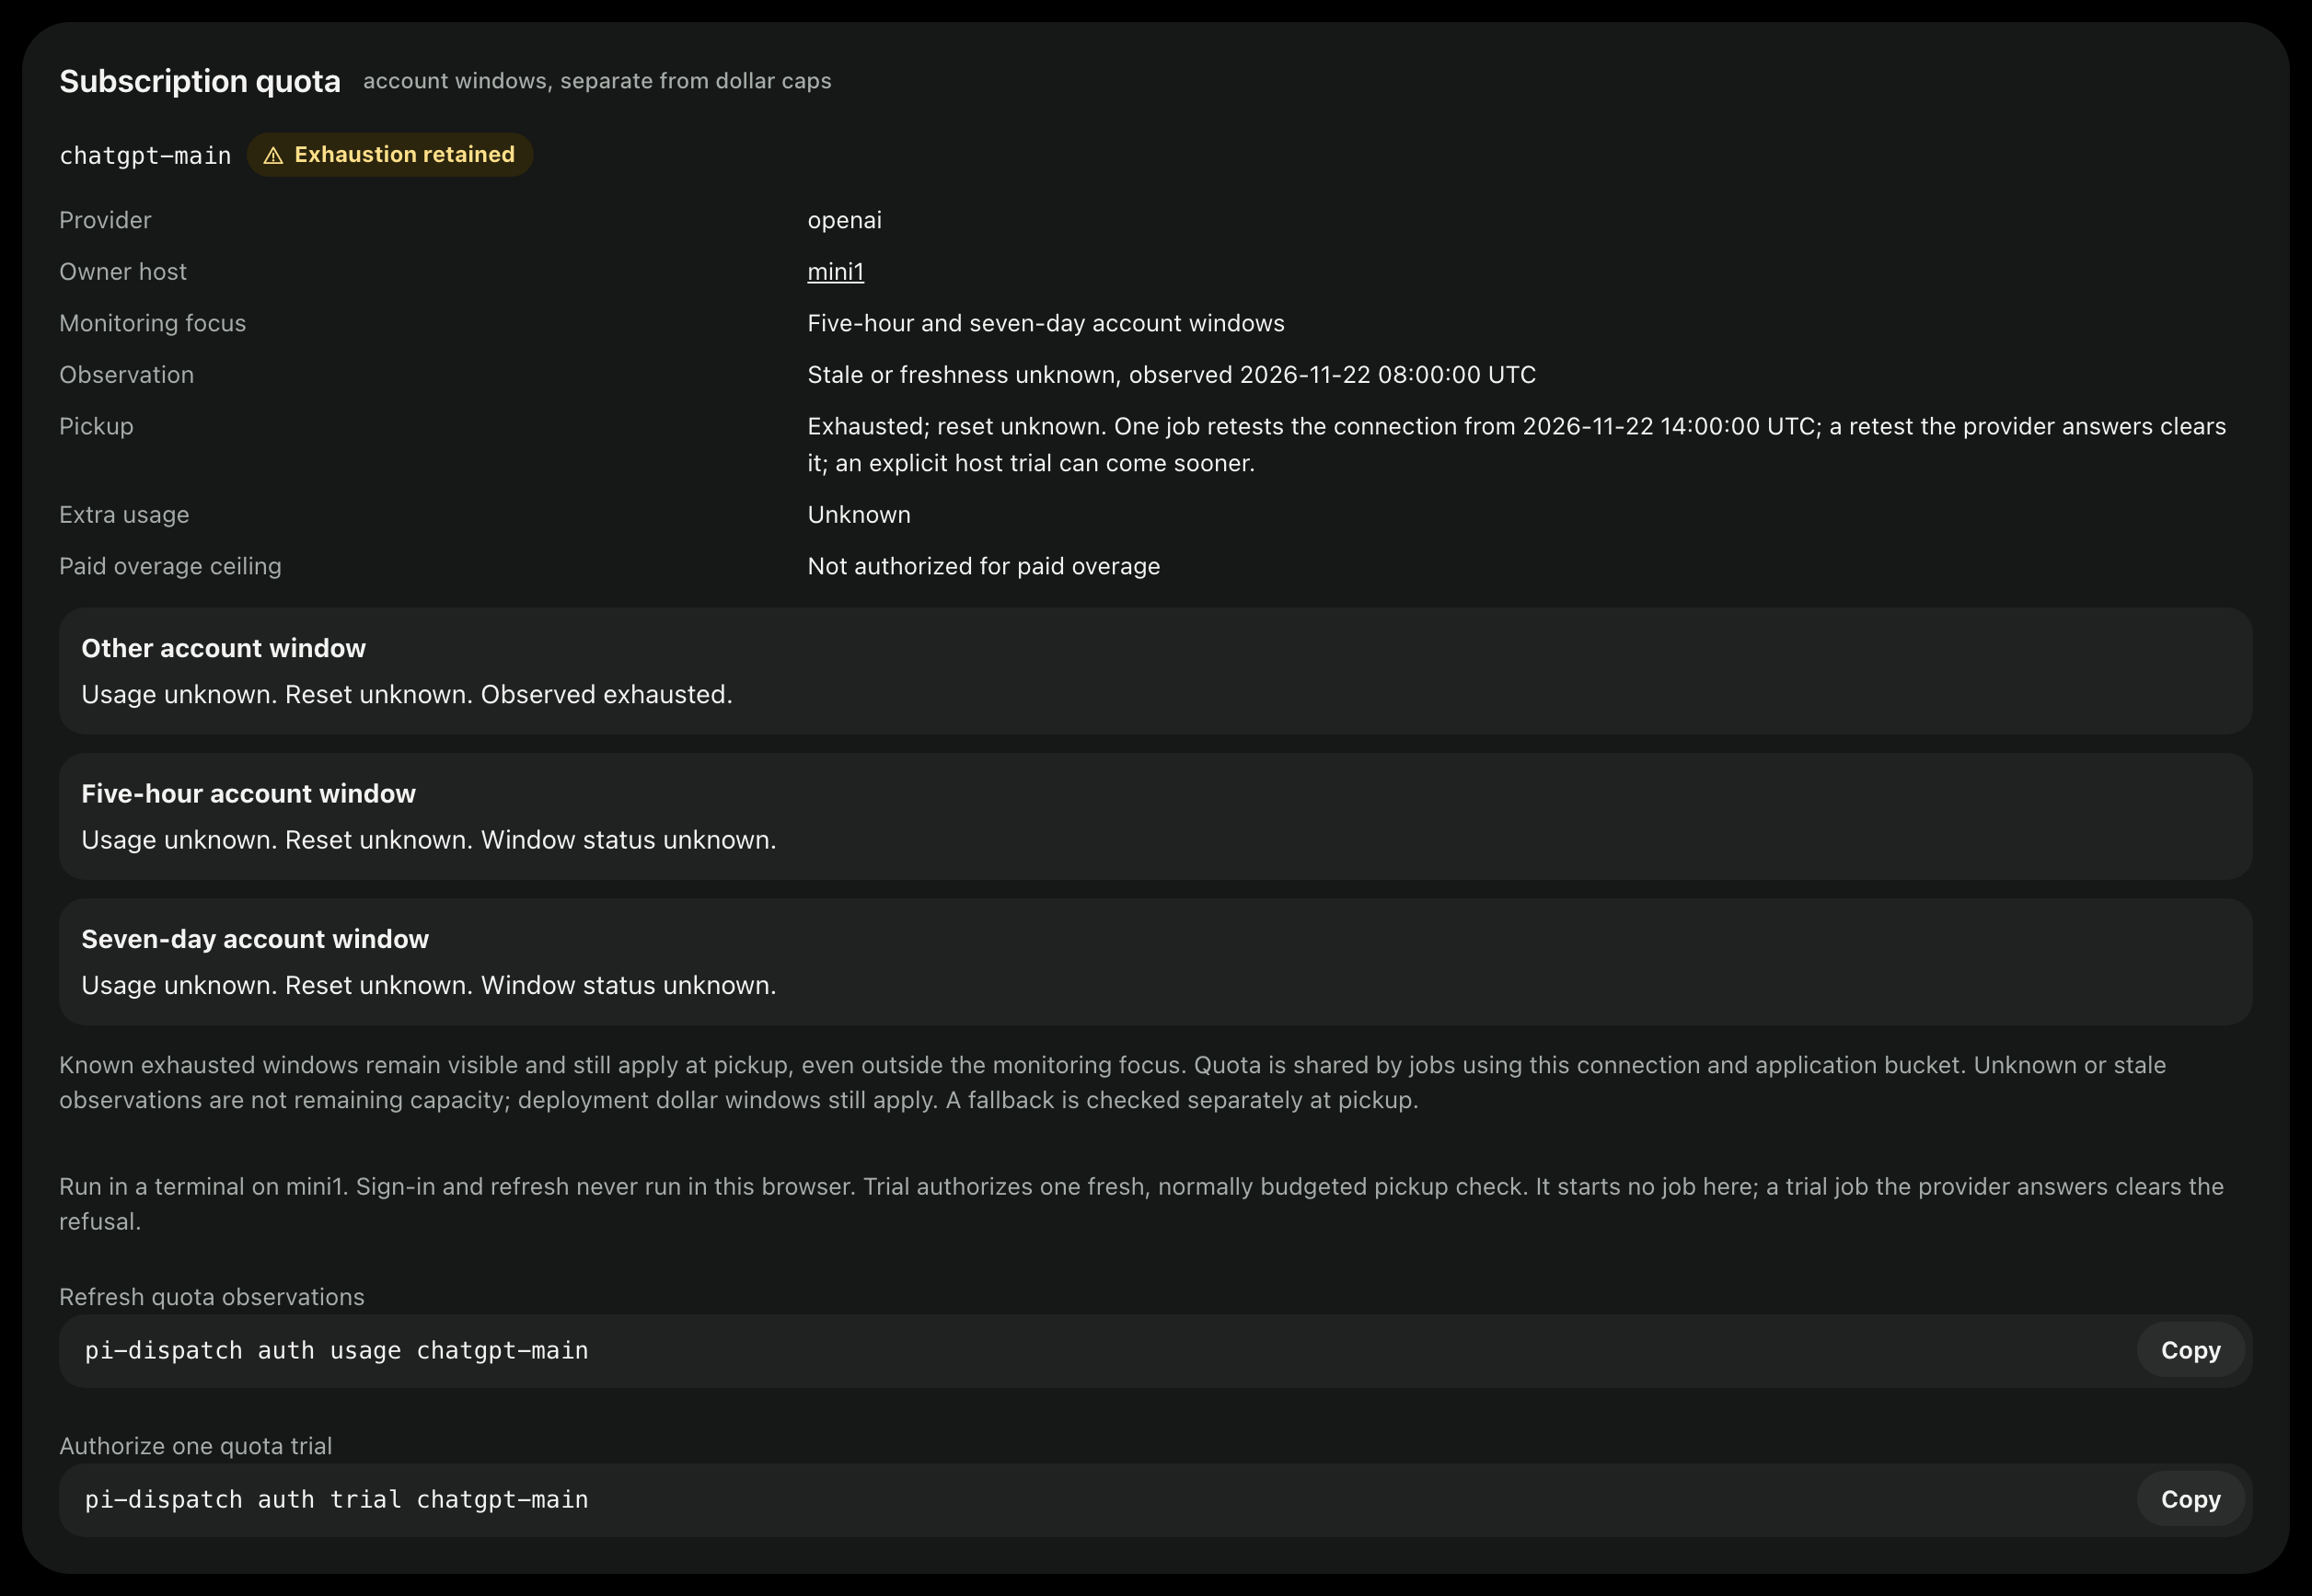 Subscription quota account windows, separate from dollar caps
chatgpt-main Exhaustion retained
Provider openai
Owner host mini1
Monitoring focus Five-hour and seven-day account windows
Observation Stale or freshness unknown, observed 2026-11-22 08:00:00 UTC
Pickup Exhausted; reset unknown. One job retests the connection from 2026-11-22 14:00:00 UTC; a retest the provider answers clears
it; an explicit host trial can come sooner.
Extra usage Unknown
Paid overage ceiling Not authorized for paid overage
Other account window
Usage unknown. Reset unknown. Observed exhausted.
Five-hour account window
Usage unknown. Reset unknown. Window status unknown.
Seven-day account window
Usage unknown. Reset unknown. Window status unknown.
Known exhausted windows remain visible and still apply at pickup, even outside the monitoring focus. Quota is shared by jobs using this connection and application bucket. Unknown or stale
observations are not remaining capacity; deployment dollar windows still apply. A fallback is checked separately at pickup.
Run in a terminal on mini1. Sign-in and refresh never run in this browser. Trial authorizes one fresh, normally budgeted pickup check. It starts no job here; a trial job the provider answers clears the
refusal.
Refresh quota observations
pi-dispatch auth usage chatgpt-main Copy
Authorize one quota trial
pi-dispatch auth trial chatgpt-main Copy